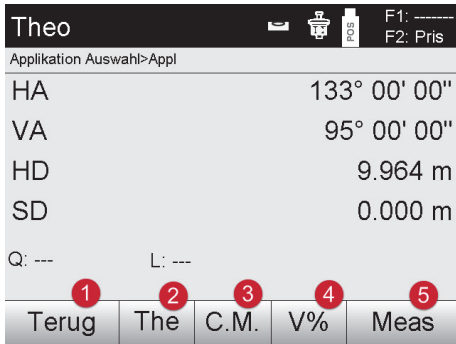 Theo POS F1: -------
F2: Pris
Applikation Auswahl>Appl
HA 133° 00' 00"
VA 95° 00' 00"
HD 9.964 m
SD 0.000 m
Q: --- L: ---
1 2 3 4 5
Terug The C.M. V% Meas